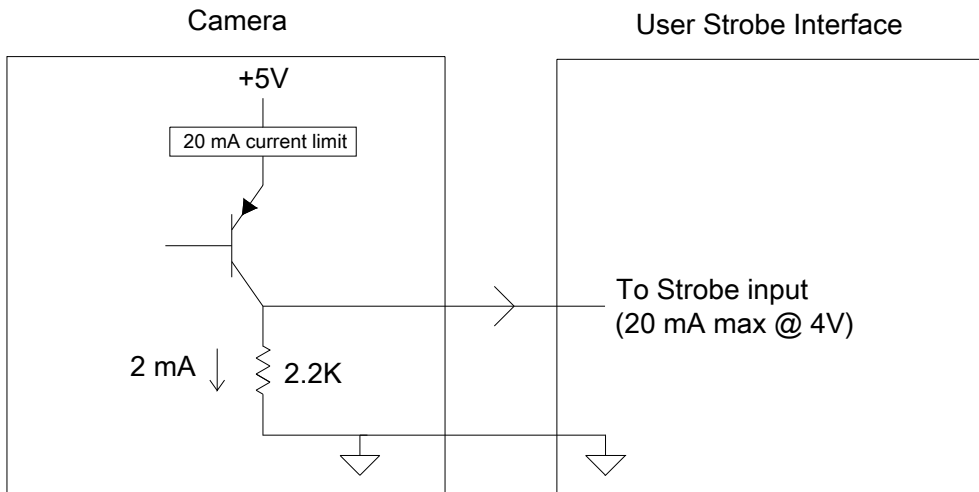 Camera
User Strobe Interface
+5V
20 mA current limit
To Strobe input
(20 mA max @ 4V)
2 mA
2.2K